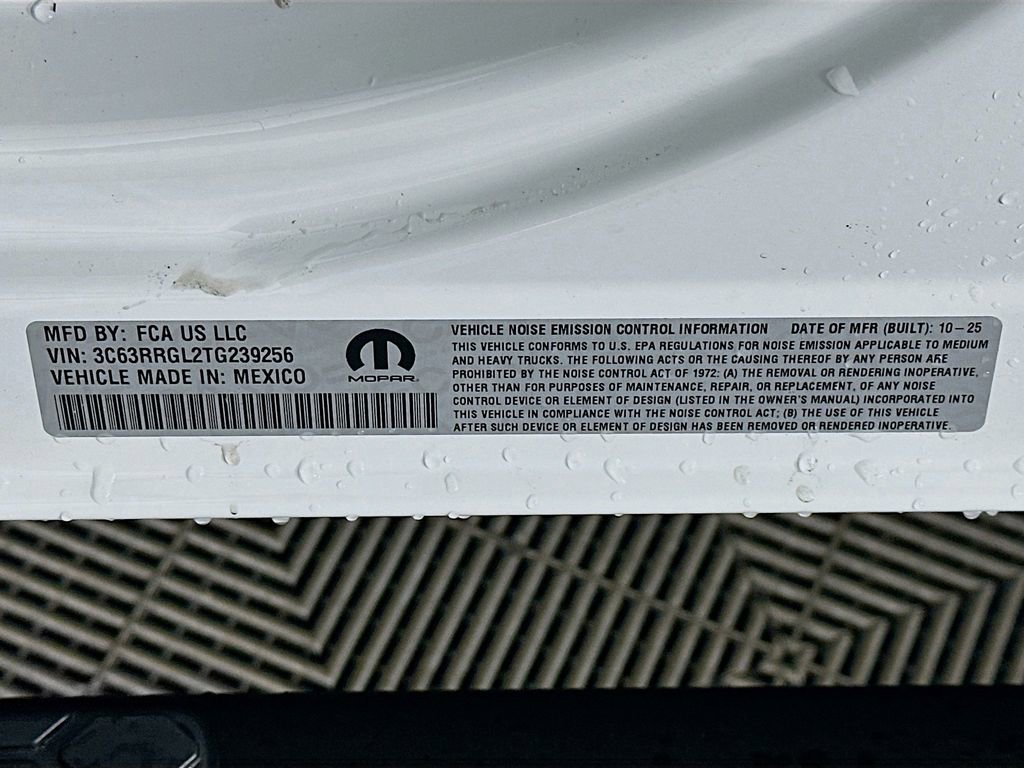 MFD BY: FCA US LLC
VIN: 3C63RRGL2TG239256
VEHICLE MADE IN: MEXICO
MOPAR
VEHICLE NOISE EMISSION CONTROL INFORMATION DATE OF MFR (BUILT): 10-25
THIS VEHICLE CONFORMS TO U.S. EPA REGULATIONS FOR NOISE EMISSION APPLICABLE TO MEDIUM
AND HEAVY TRUCKS. THE FOLLOWING ACTS OR THE CAUSING THEREOF BY ANY PERSON ARE
PROHIBITED BY THE NOISE CONTROL ACT OF 1972: (A) THE REMOVAL OR RENDERING INOPERATIVE,
OTHER THAN FOR PURPOSES OF MAINTENANCE, REPAIR, OR REPLACEMENT, OF ANY NOISE
CONTROL DEVICE OR ELEMENT OF DESIGN (LISTED IN THE OWNER'S MANUAL) INCORPORATED INTO
THIS VEHICLE IN COMPLIANCE WITH THE NOISE CONTROL ACT; (B) THE USE OF THIS VEHICLE
AFTER SUCH DEVICE OR ELEMENT OF DESIGN HAS BEEN REMOVED OR RENDERED INOPERATIVE.